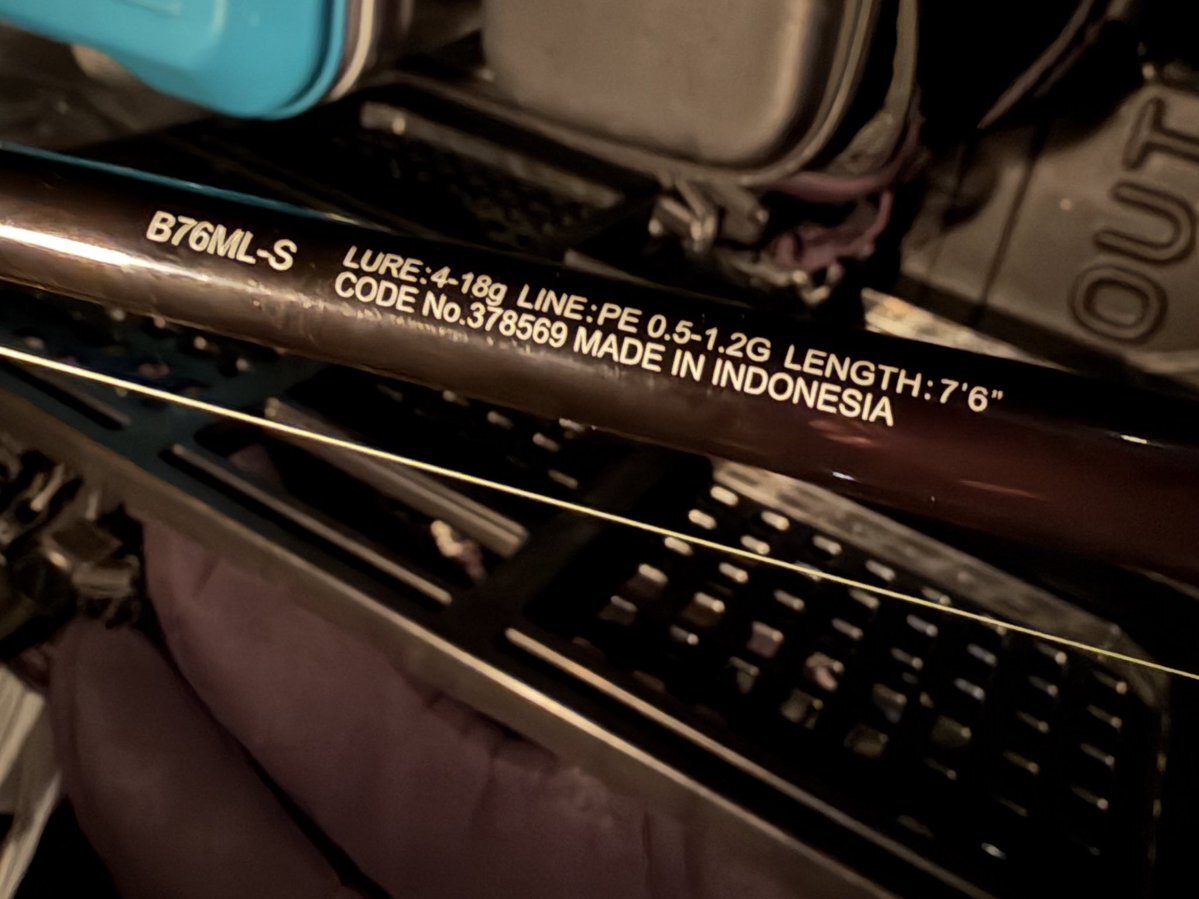 B76ML-S
LURE:4-18g LINE:PE 0.5-1.2G LENGTH:7'6"
CODE No.378569 MADE IN INDONESIA
OUT